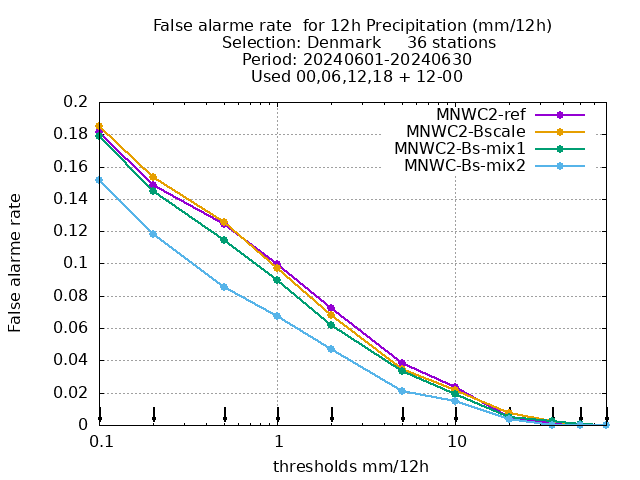 False alarme rate  for 12h Precipitation (mm/12h)
Selection: Denmark     36 stations
Period: 20240601-20240630
Used 00,06,12,18 + 12-00
MNWC2-ref
MNWC2-Bscale
MNWC2-Bs-mix1
MNWC-Bs-mix2
False alarme rate
0.2
0.18
0.16
0.14
0.12
0.1
0.08
0.06
0.04
0.02
0
0.1
1
10
thresholds mm/12h